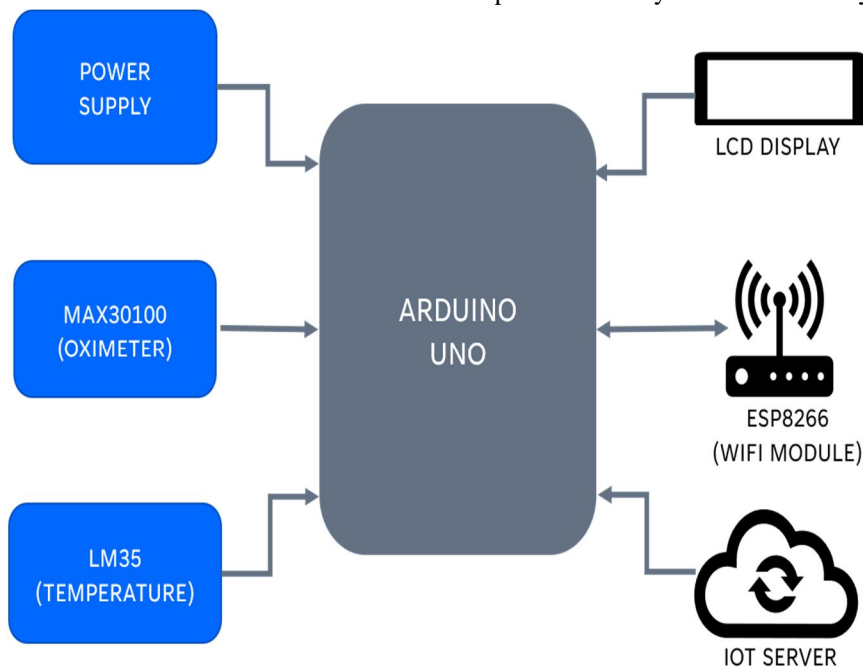 POWER
SUPPLY
LCD DISPLAY
MAX30100
(OXIMETER)
ARDUINO
UNO
ESP8266
(WIFI MODULE)
LM35
(TEMPERATURE)
IOT SERVER